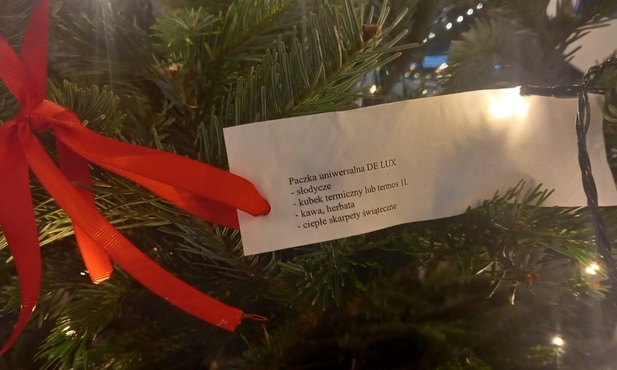 Paczka uniwersalna DE LUX
- słodycze
- kubek termiczny lub termos 1l.
- kawa, herbata
- ciepłe skarpety świąteczne